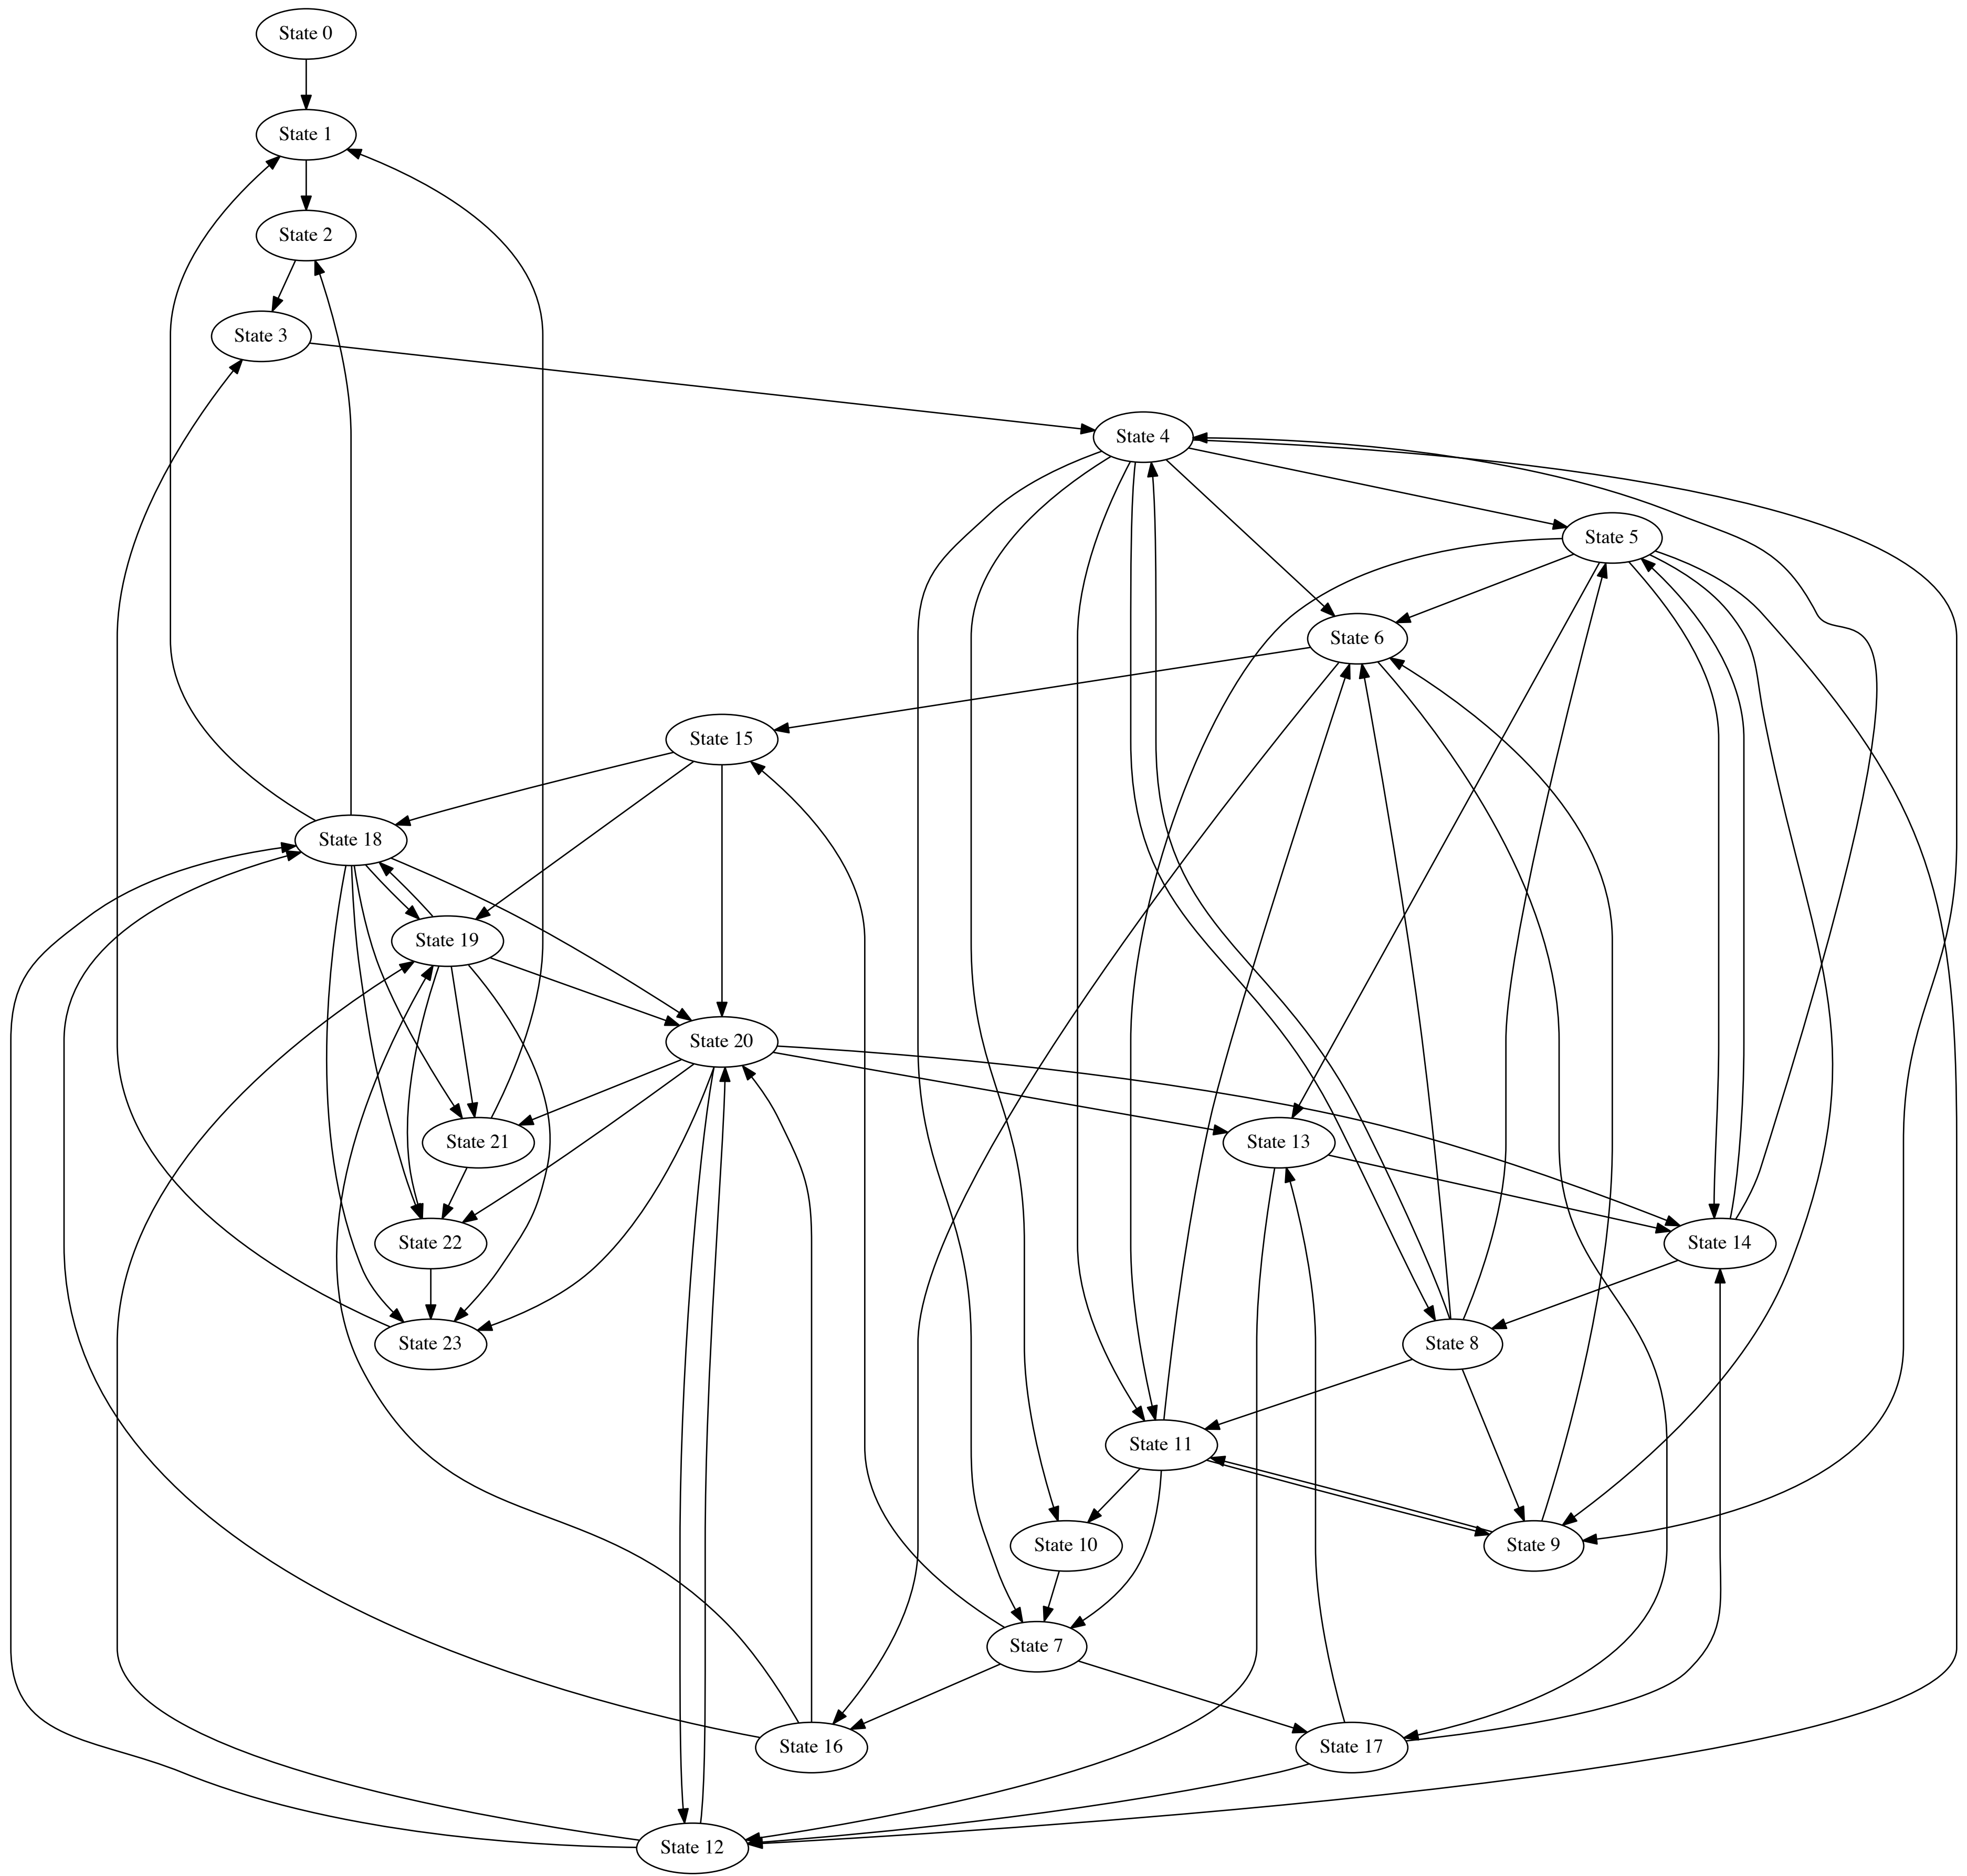 State 0
State 1
State 2
State 3
State 4
State 5
State 6
State 15
State 18
State 19
State 20
State 21
State 13
State 22
State 14
State 23
State 8
State 11
State 10
State 9
State 7
State 16
State 17
State 12